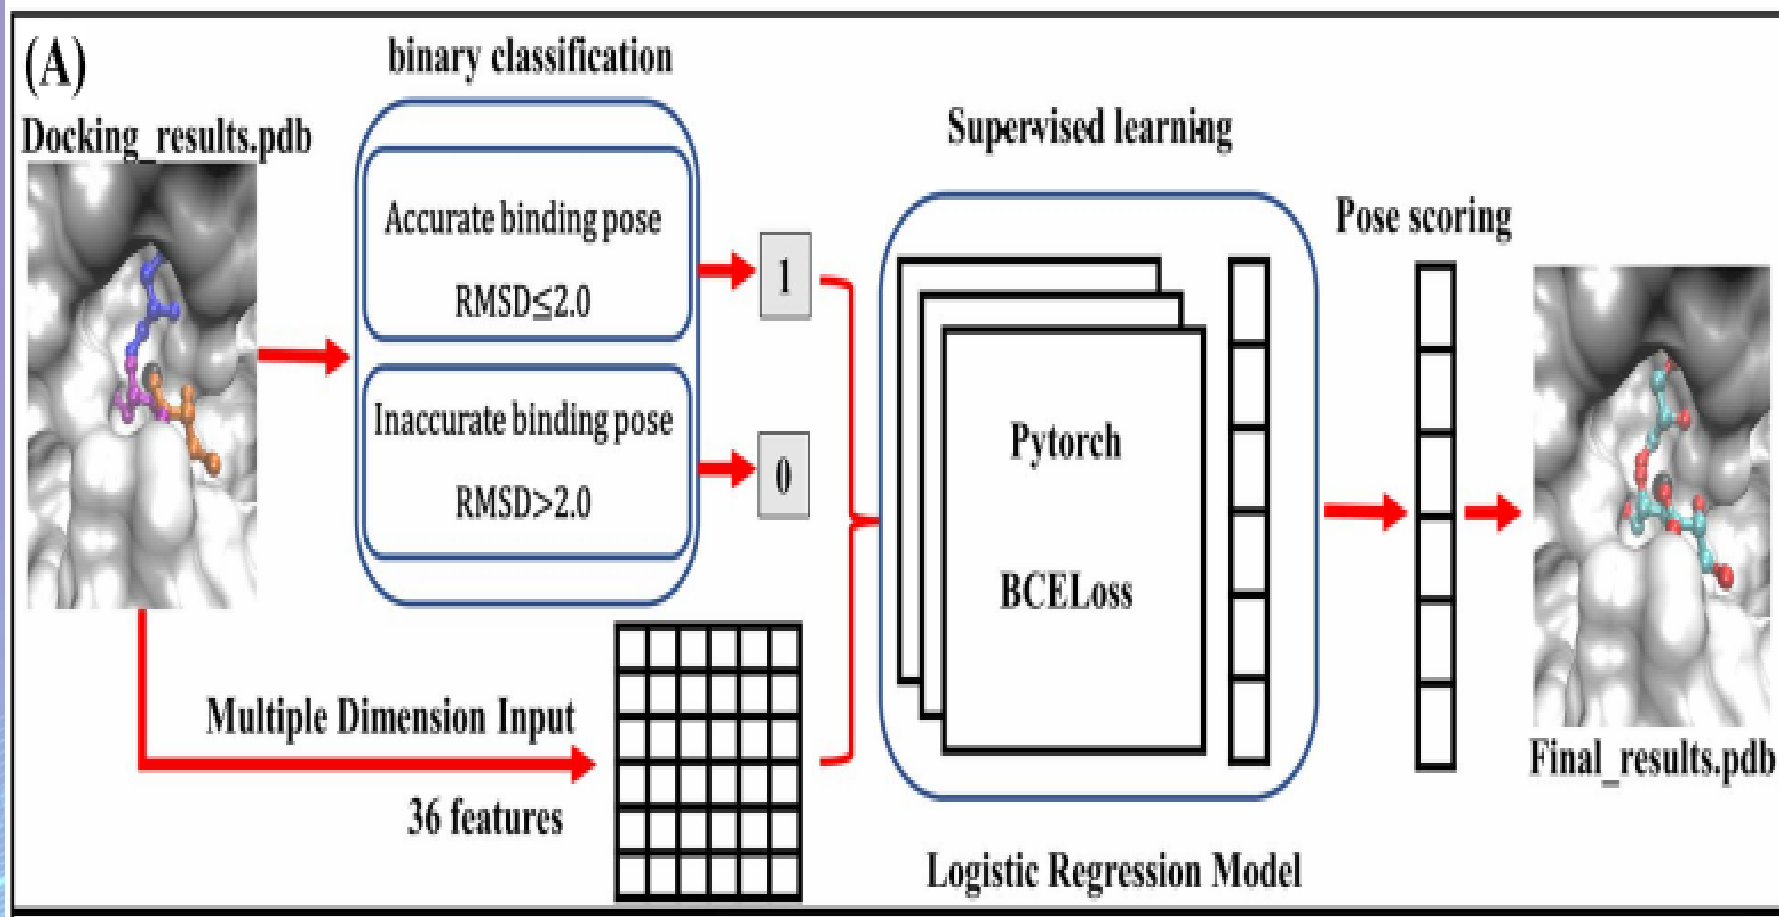 (A)
binary classification
Docking_results.pdb
Accurate binding pose
RMSD≤2.0
1
Inaccurate binding pose
RMSD>2.0
0
Supervised learning
Pytorch
BCELoss
Pose scoring
Final_results.pdb
Multiple Dimension Input
36 features
Logistic Regression Model